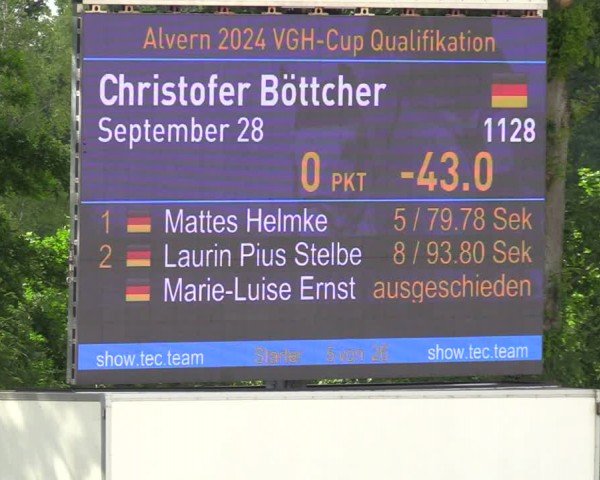 Alvern 2024 VGH-Cup Qualifikation
Christofer Böttcher
September 28 1128
0 PKT -43.0
1 Mattes Helmke 5 / 79.78 Sek
2 Laurin Pius Stelbe 8 / 93.80 Sek
Marie-Luise Ernst ausgeschieden
show.tec.team Starter 5 von show.tec.team